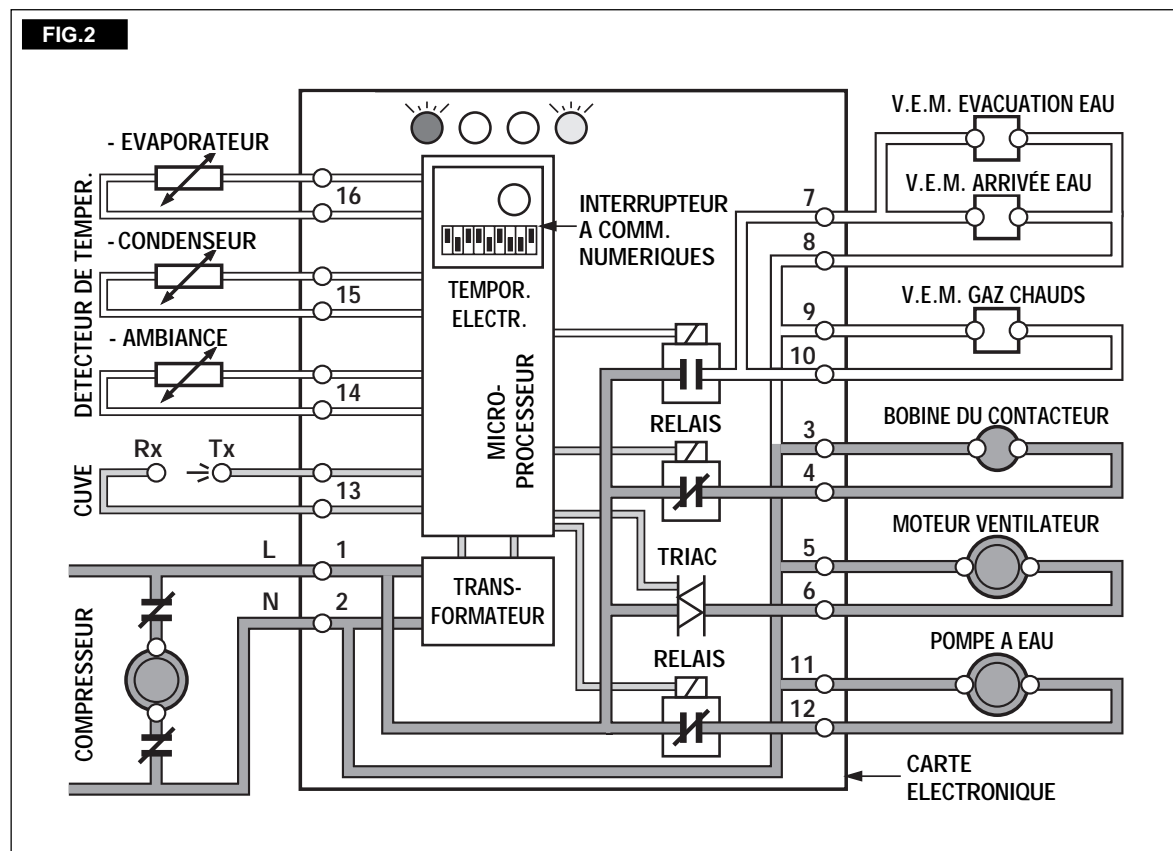 FIG.2
- EVAPORATEUR
16
- CONDENSEUR
15
- AMBIANCE
14
DETECTEUR DE TEMPER.
Rx
Tx
13
CUVE
L
1
N
2
COMPRESSEUR
INTERRUPTEUR
A COMM.
NUMERIQUES
TEMPOR.
ELECTR.
MICRO-
PROCESSEUR
TRANS-
FORMATEUR
RELAIS
TRIAC
RELAIS
V.E.M. EVACUATION EAU
V.E.M. ARRIVÉE EAU
7
8
V.E.M. GAZ CHAUDS
9
10
BOBINE DU CONTACTEUR
3
4
MOTEUR VENTILATEUR
5
6
POMPE A EAU
11
12
CARTE
ELECTRONIQUE